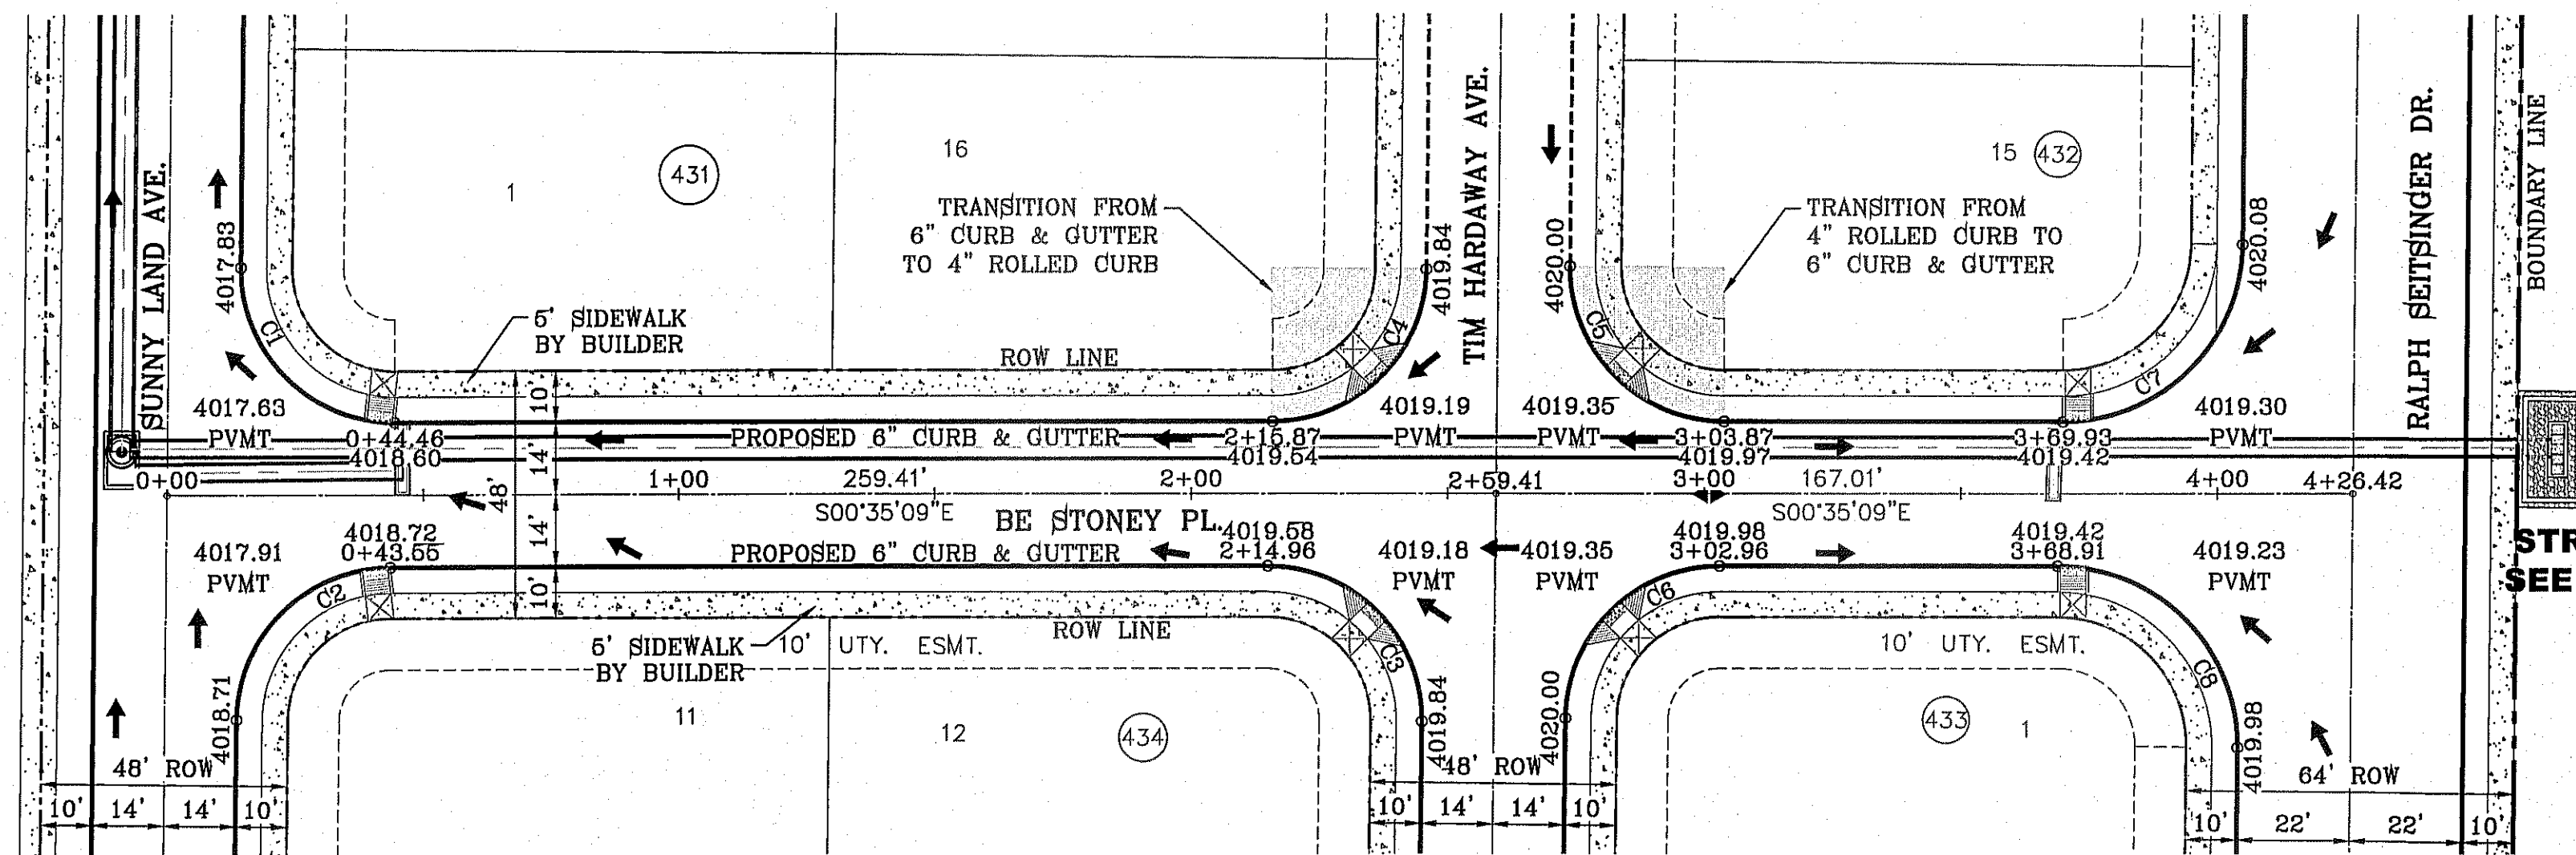 SUNNY LAND AVE.
4017.83
C1
4017.63
PVMT
0+44.46
4018.60
0+00
1
431
16
5' SIDEWALK
BY BUILDER
TRANSITION FROM
6" CURB & GUTTER
TO 4" ROLLED CURB
ROW LINE
C4
4019.84
TIM HARDAWAY AVE.
4020.00
C5
TRANSITION FROM
4" ROLLED CURB TO
6" CURB & GUTTER
15
432
4020.08
C7
RALPH SEITSINGER DR.
BOUNDARY LINE
10'
14'
48'
14'
10'
PROPOSED 6" CURB & GUTTER
2+15.87
4019.54
4019.19
PVMT
4019.35
PVMT
3+03.87
4019.97
3+69.93
4019.42
4019.30
PVMT
1+00
259.41'
2+00
2+59.41
3+00
167.01'
4+00
4+26.42
S00°35'09"E
BE STONEY PL.
S00°35'09"E
4017.91
PVMT
4018.72
0+43.55
PROPOSED 6" CURB & GUTTER
4019.58
2+14.96
4019.18
PVMT
4019.35
PVMT
4019.98
3+02.96
4019.42
3+68.91
4019.23
PVMT
STR
SEE
C2
4018.71
5' SIDEWALK
BY BUILDER
10' UTY. ESMT.
ROW LINE
C3
4019.84
4020.00
C6
10' UTY. ESMT.
C8
4019.98
11
12
434
433
1
48' ROW
10'
14'
14'
10'
48' ROW
10'
14'
14'
10'
64' ROW
10'
22'
22'
10'